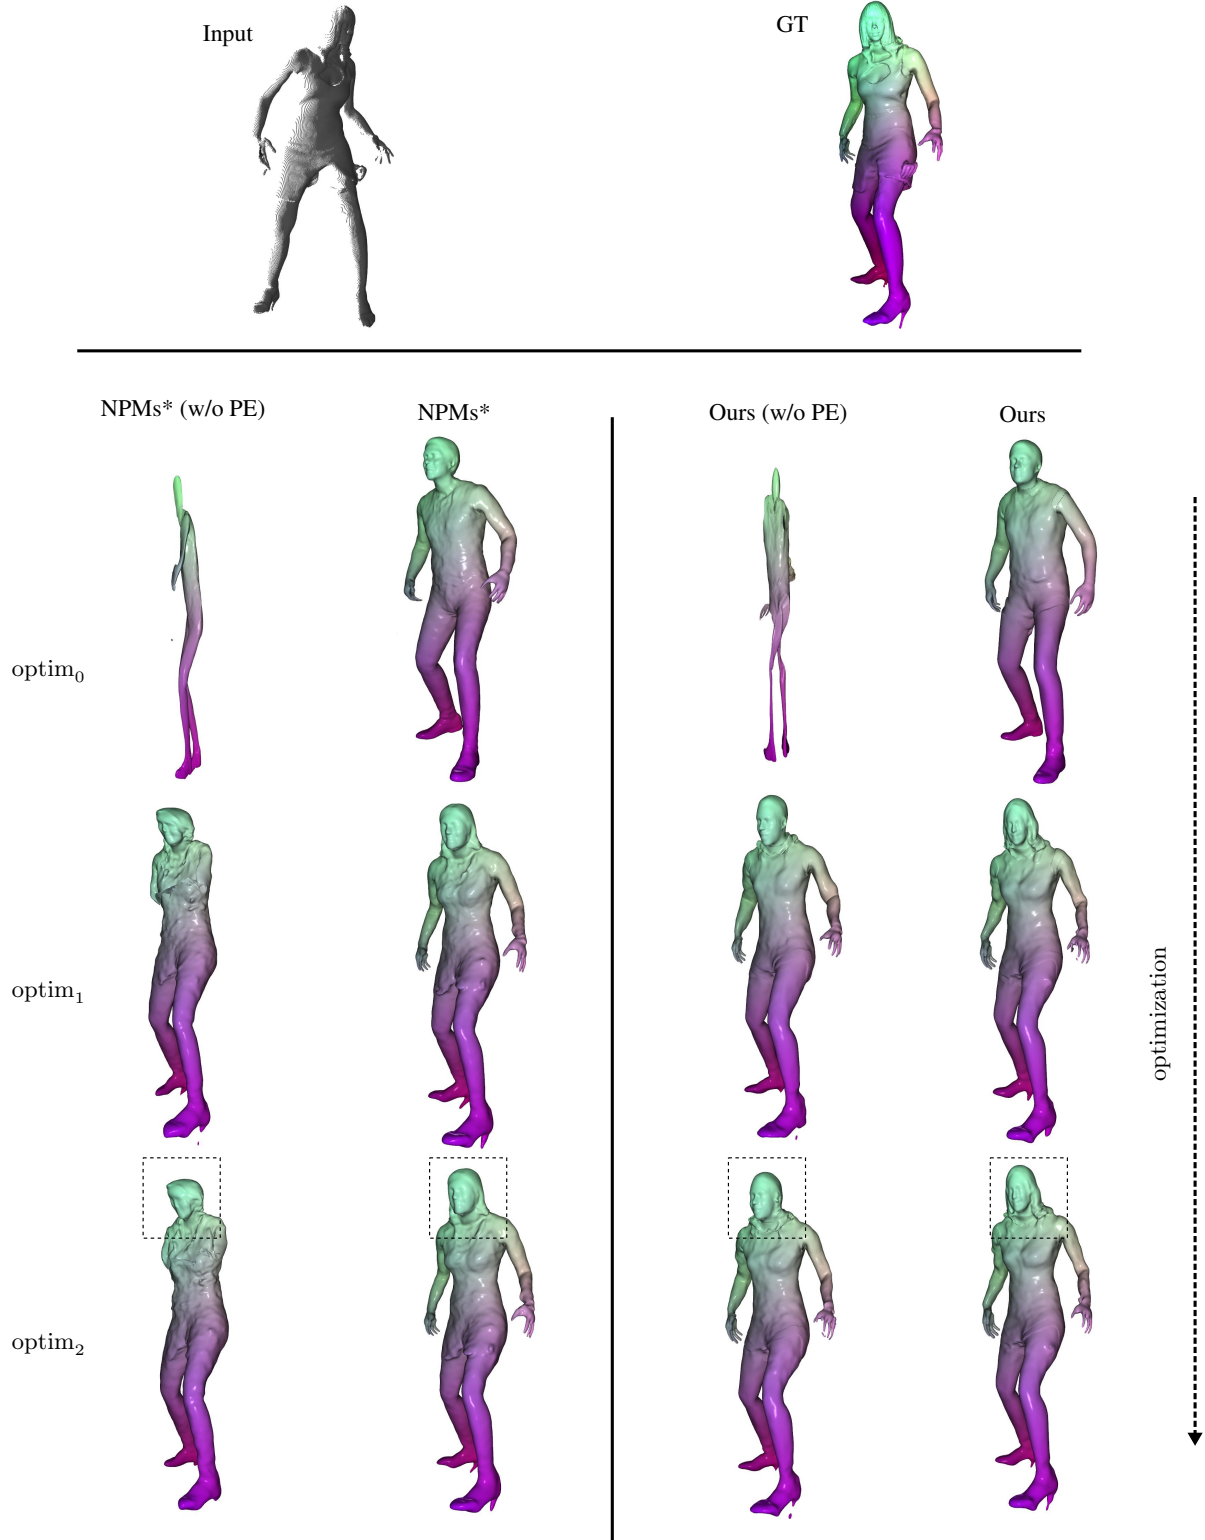 Input
GT
NPMs* (w/o PE)
NPMs*
Ours (w/o PE)
Ours
optim₀
optim₁
optimization
optim₂